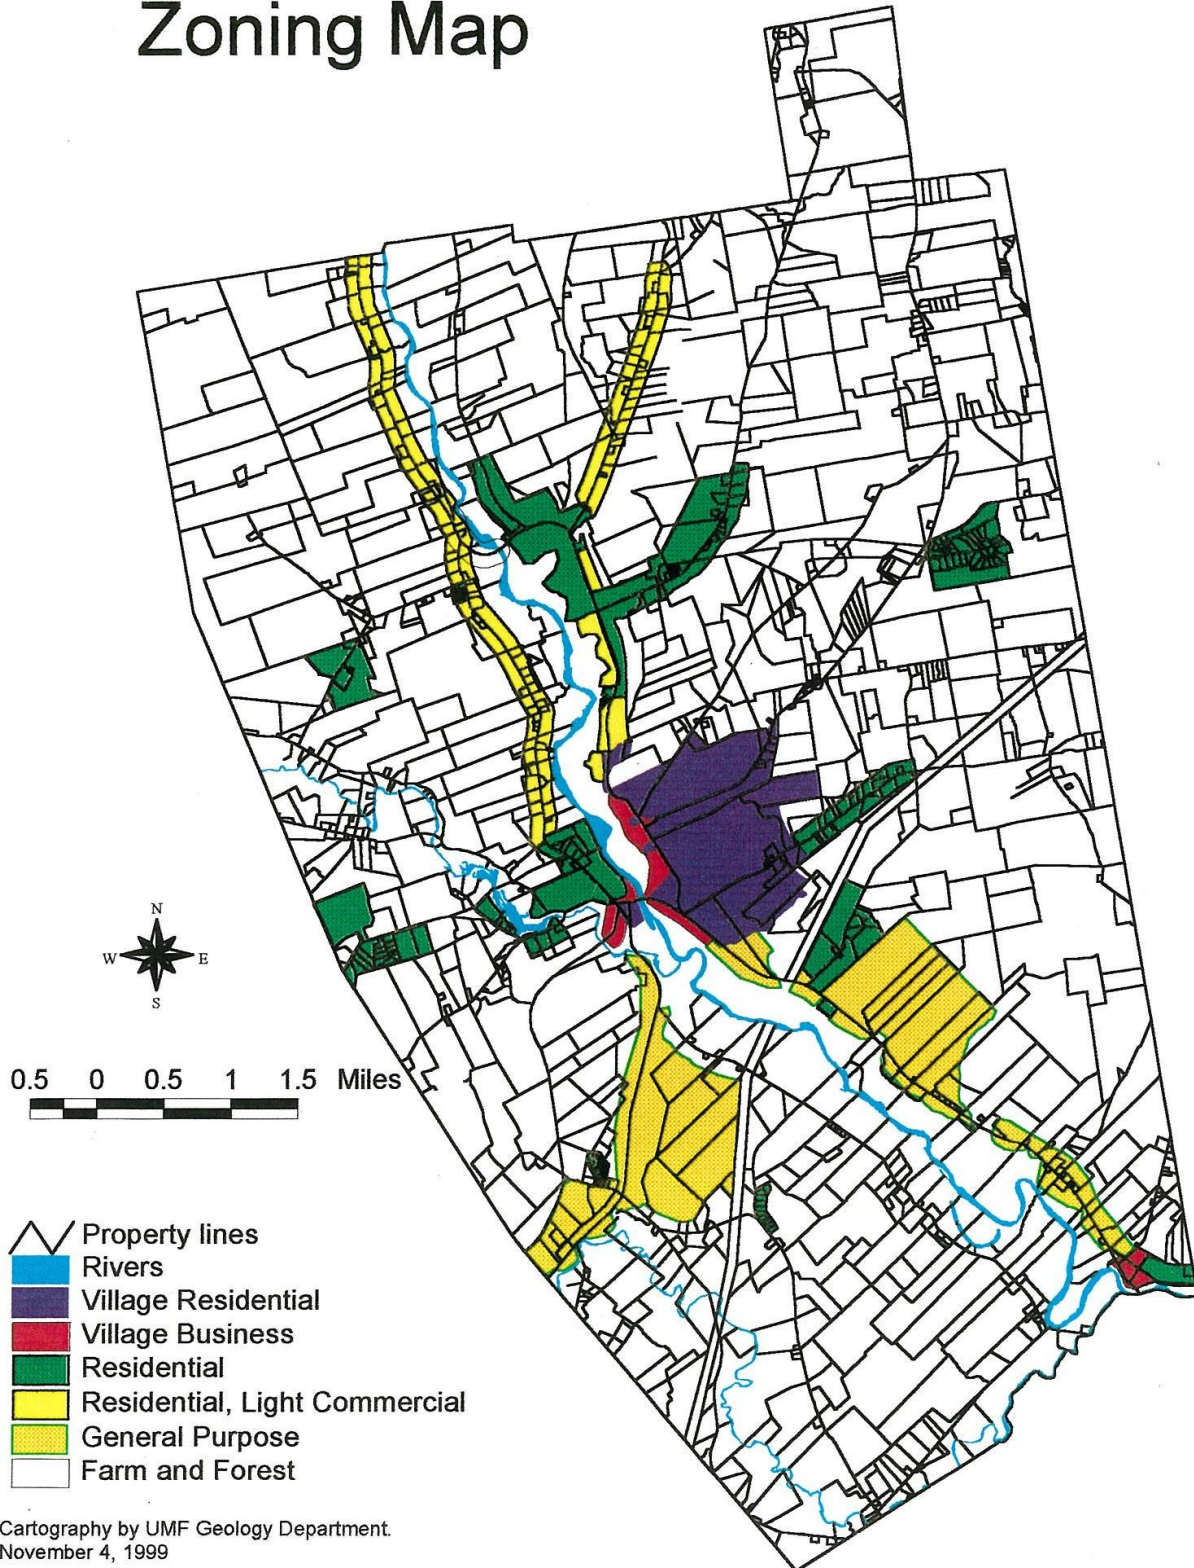 Zoning Map
N
W E
S
0.5 0 0.5 1 1.5 Miles
Property lines
Rivers
Village Residential
Village Business
Residential
Residential, Light Commercial
General Purpose
Farm and Forest
Cartography by UMF Geology Department.
November 4, 1999